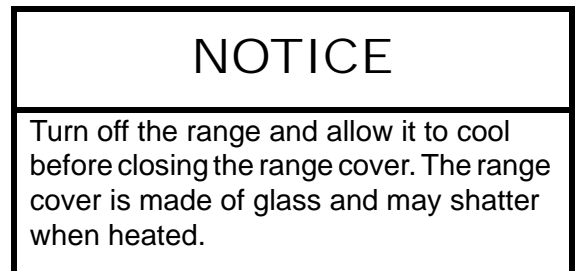 NOTICE
Turn off the range and allow it to cool
before closing the range cover. The range
cover is made of glass and may shatter
when heated.